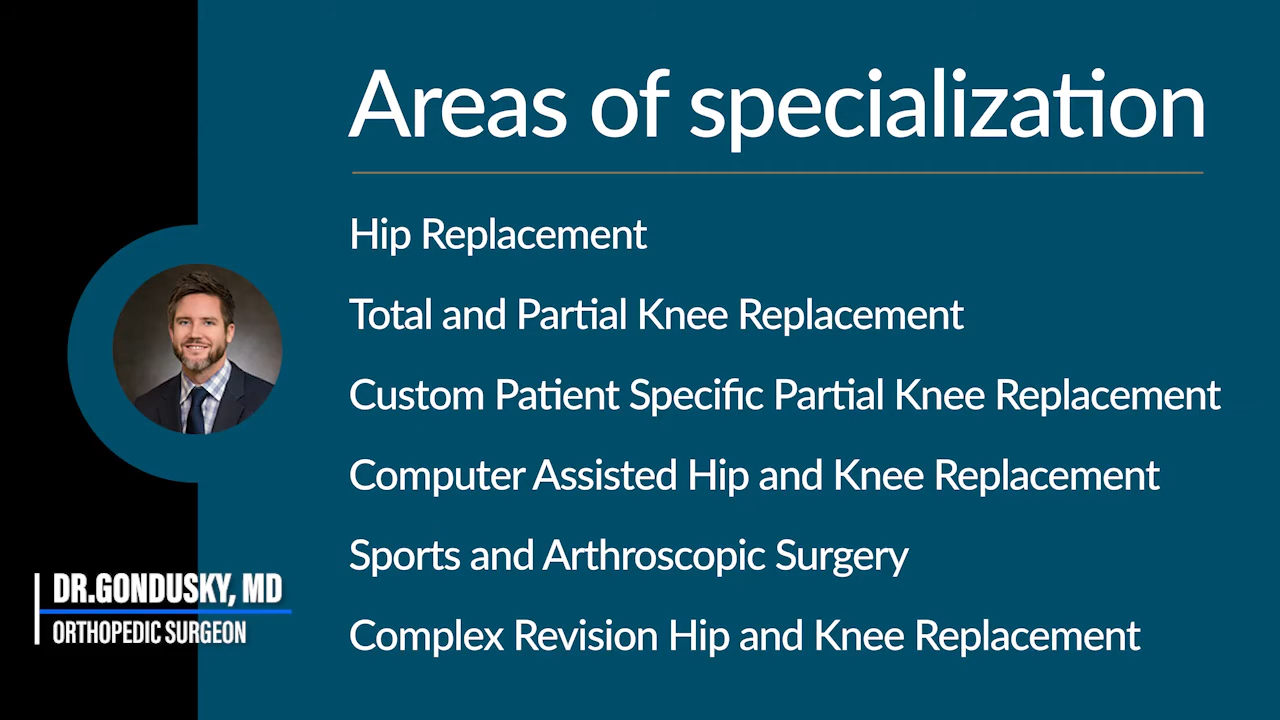 Areas of specialization
Hip Replacement
Total and Partial Knee Replacement
Custom Patient Specific Partial Knee Replacement
Computer Assisted Hip and Knee Replacement
Sports and Arthroscopic Surgery
Complex Revision Hip and Knee Replacement
DR.GONDUSKY, MD
ORTHOPEDIC SURGEON